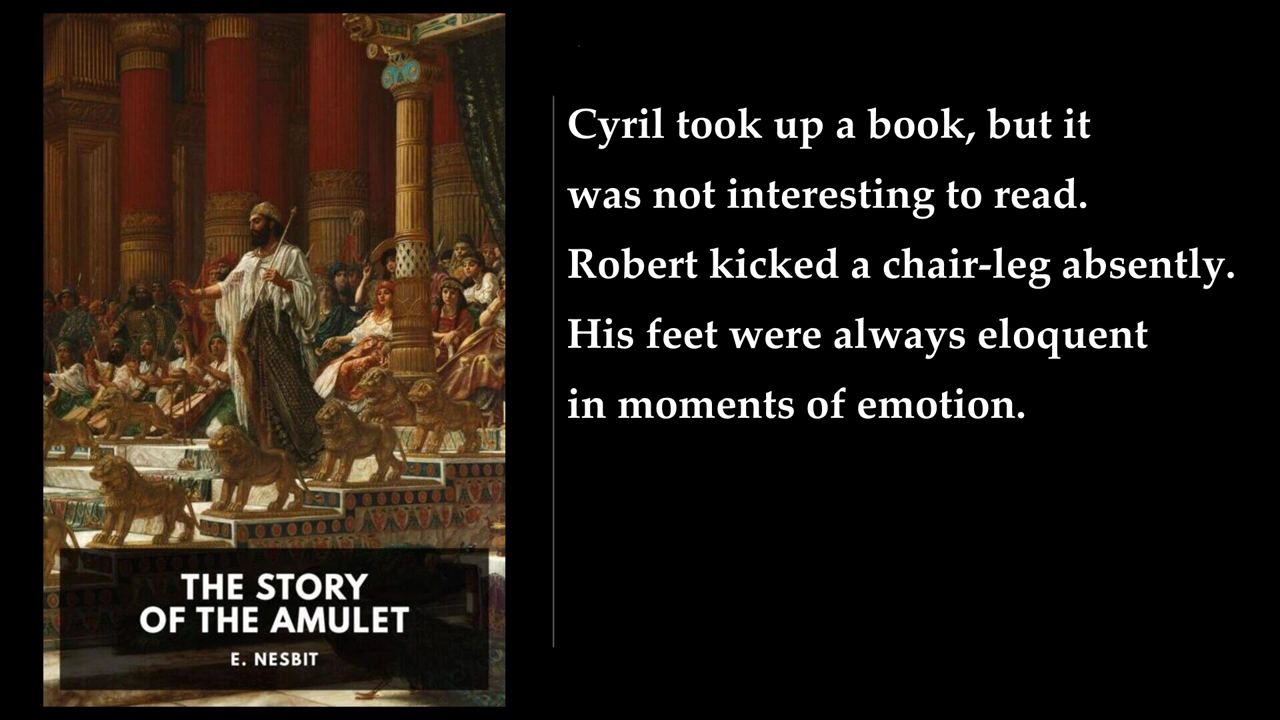 THE STORY
OF THE AMULET
E. NESBIT
Cyril took up a book, but it
was not interesting to read.
Robert kicked a chair-leg absently.
His feet were always eloquent
in moments of emotion.